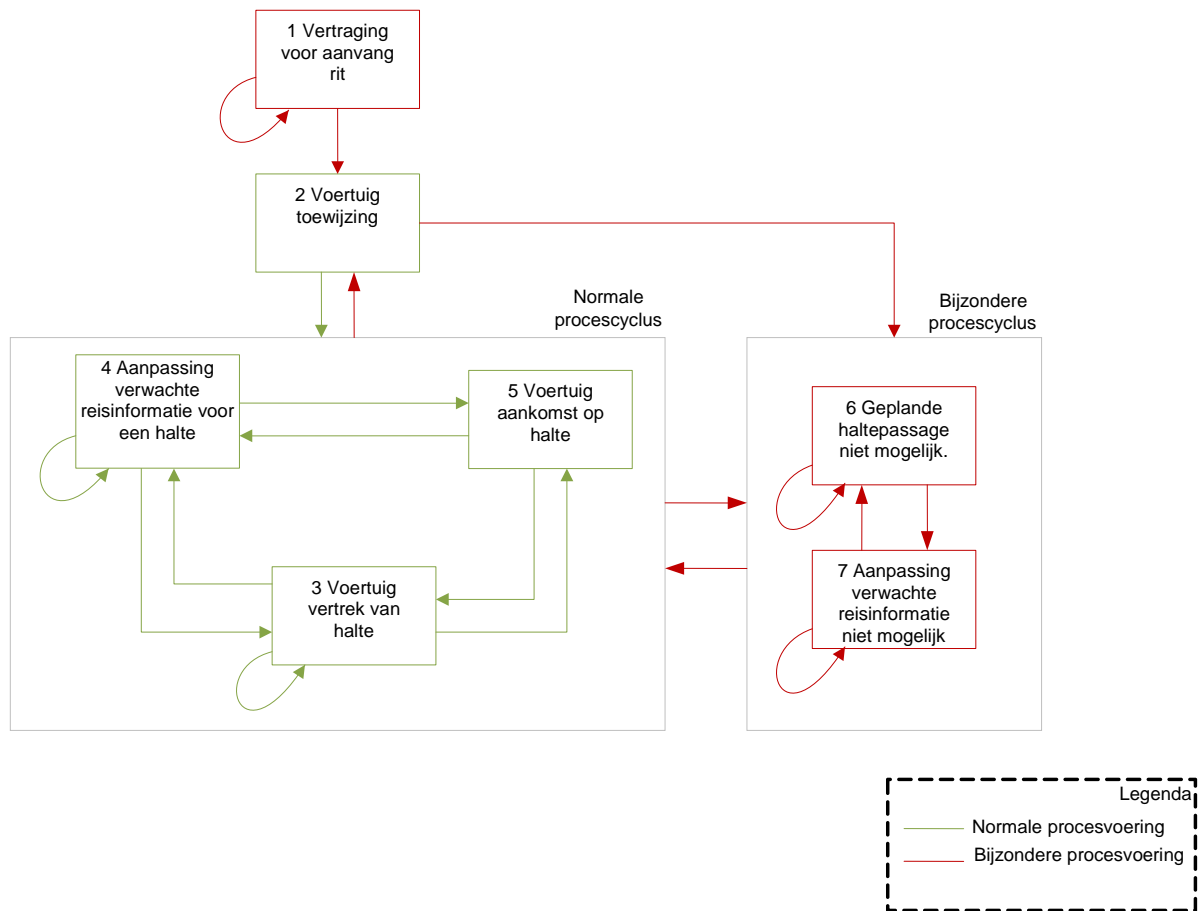 1 Vertraging
voor aanvang
rit
2 Voertuig
toewijzing
Normale
procescyclus
Bijzondere
procescyclus
4 Aanpassing
verwachte
reisinformatie voor
een halte
5 Voertuig
aankomst op
halte
6 Geplande
haltepassage
niet mogelijk.
3 Voertuig
vertrek van
halte
7 Aanpassing
verwachte
reisinformatie
niet mogelijk
Legenda
Normale procesvoering
Bijzondere procesvoering